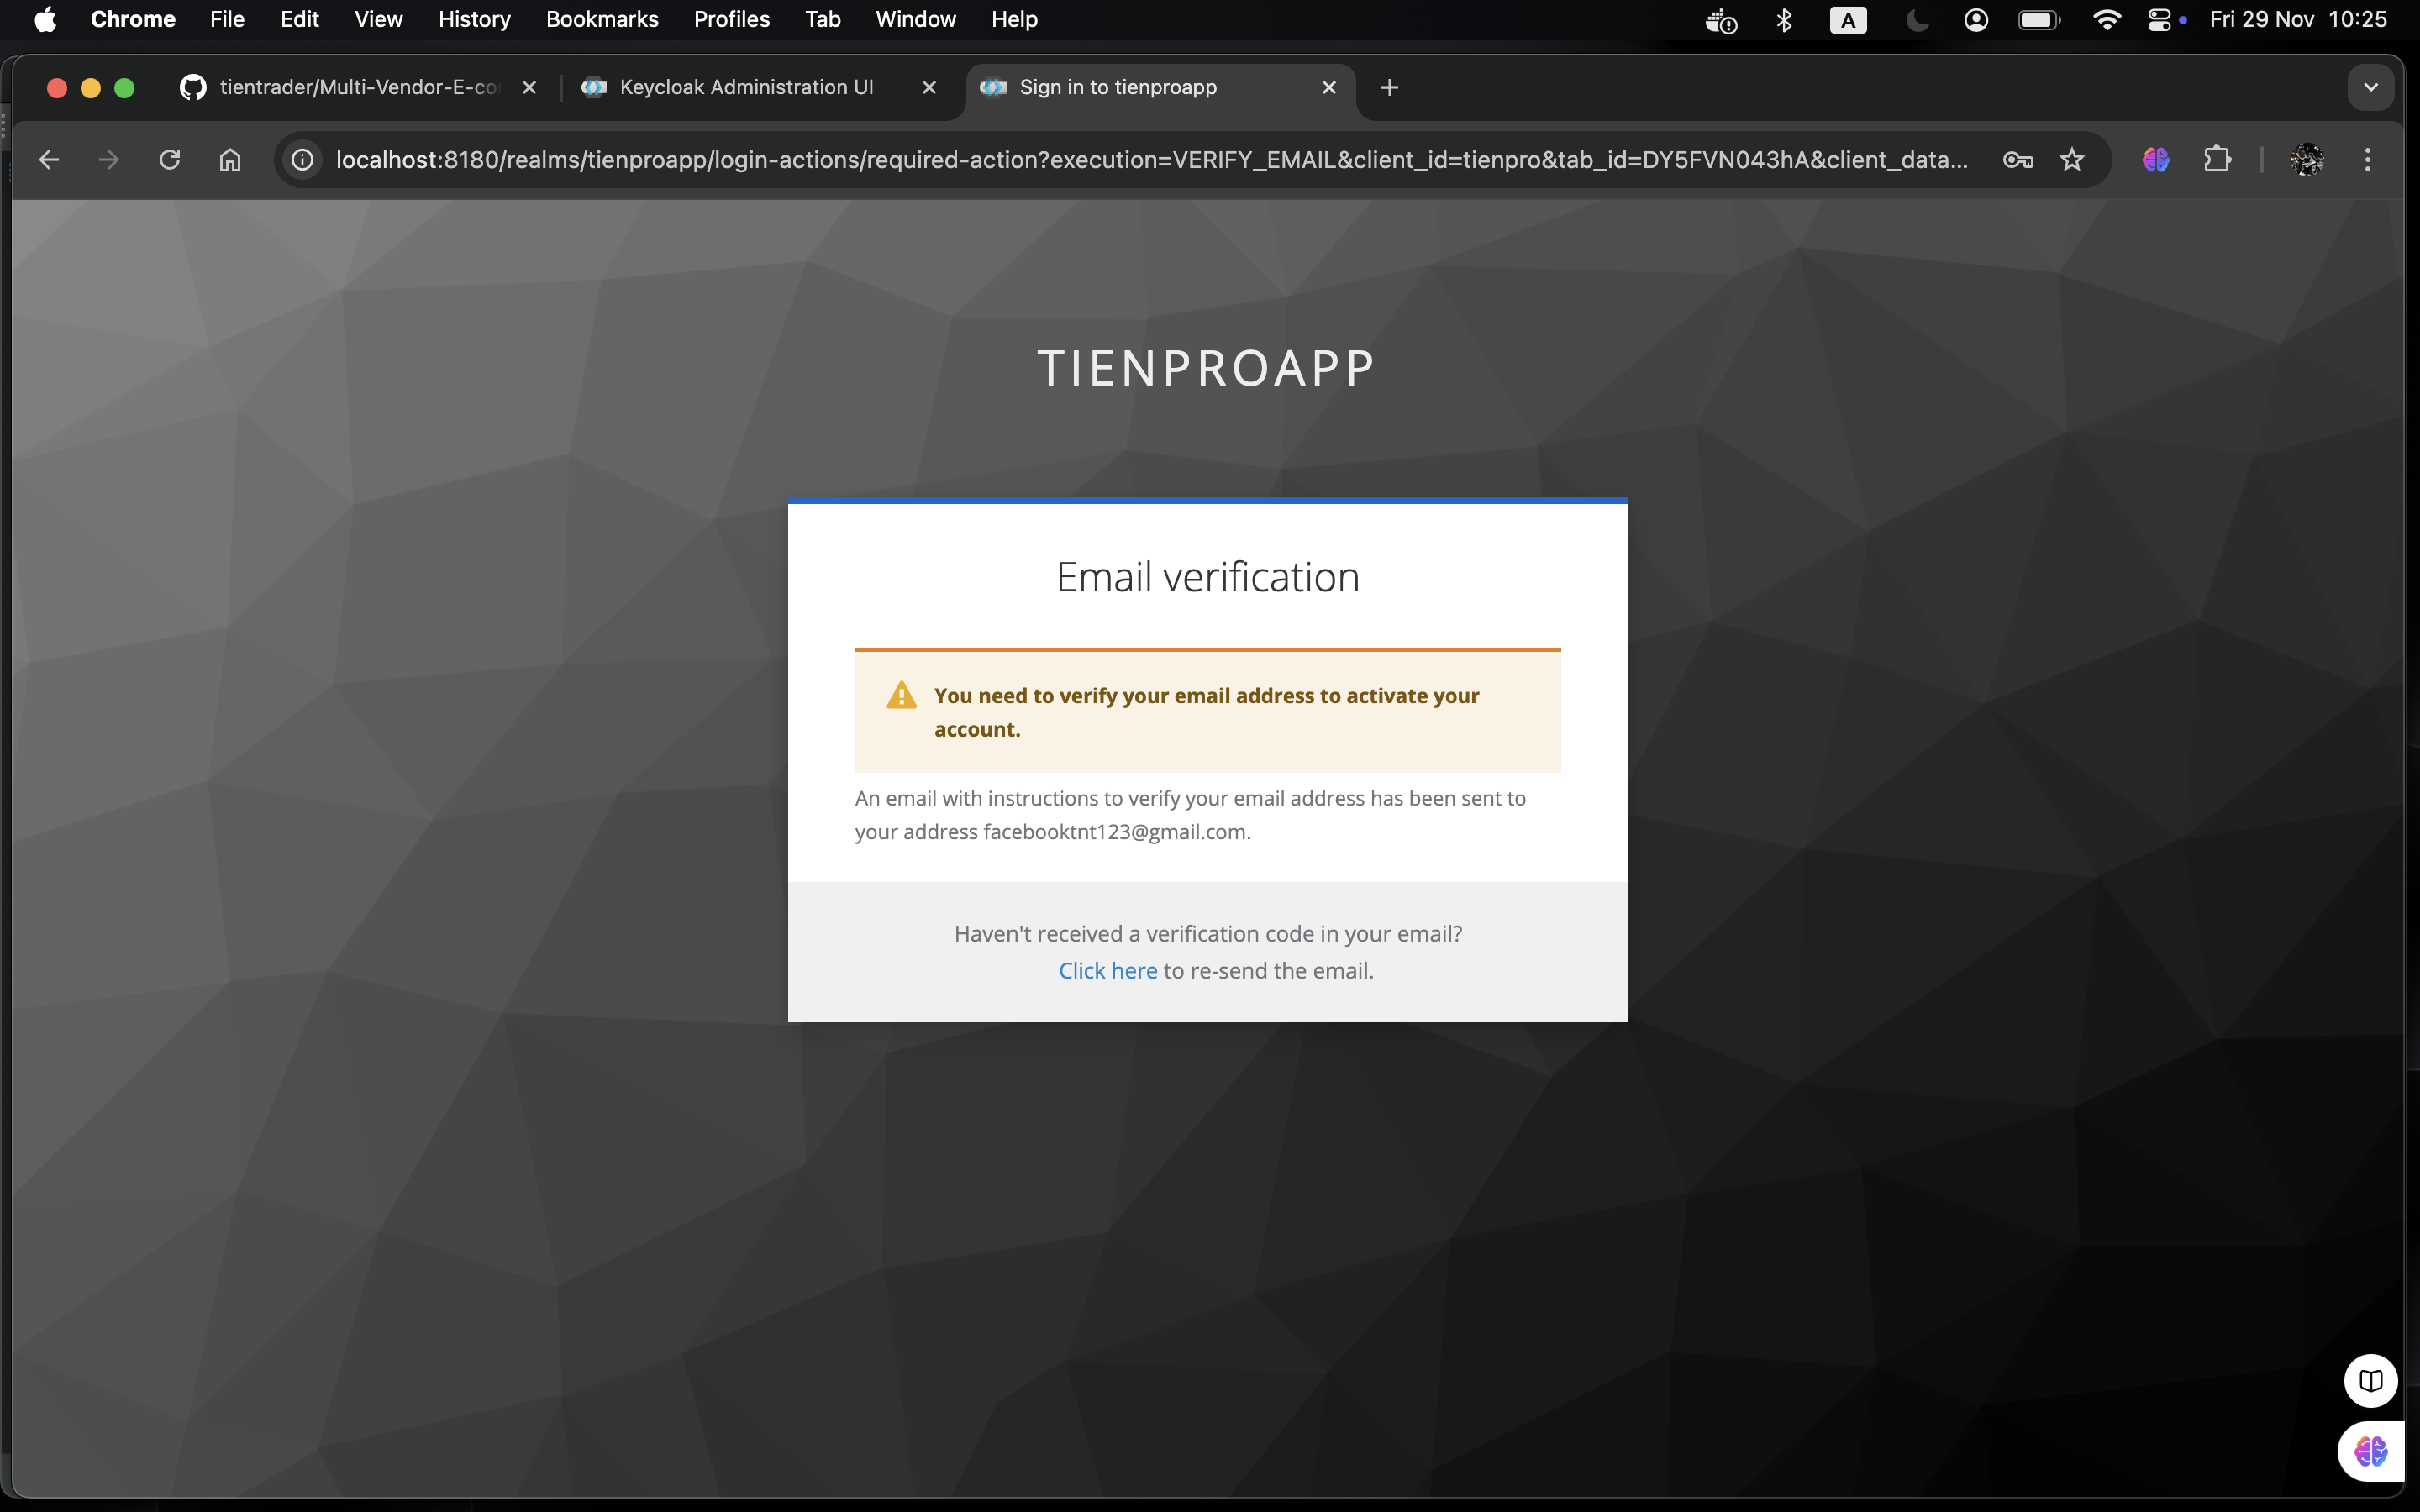 Chrome File Edit View History Bookmarks Profiles Tab Window Help A Fri 29 Nov 10:25
tientrader/Multi-Vendor-E-co Keycloak Administration UI Sign in to tienproapp
localhost:8180/realms/tienproapp/login-actions/required-action?execution=VERIFY_EMAIL&client_id=tienpro&tab_id=DY5FVN043hA&client_data...
TIENPROAPP
Email verification
You need to verify your email address to activate your
account.
An email with instructions to verify your email address has been sent to
your address facebooktnt123@gmail.com.
Haven't received a verification code in your email?
Click here to re-send the email.